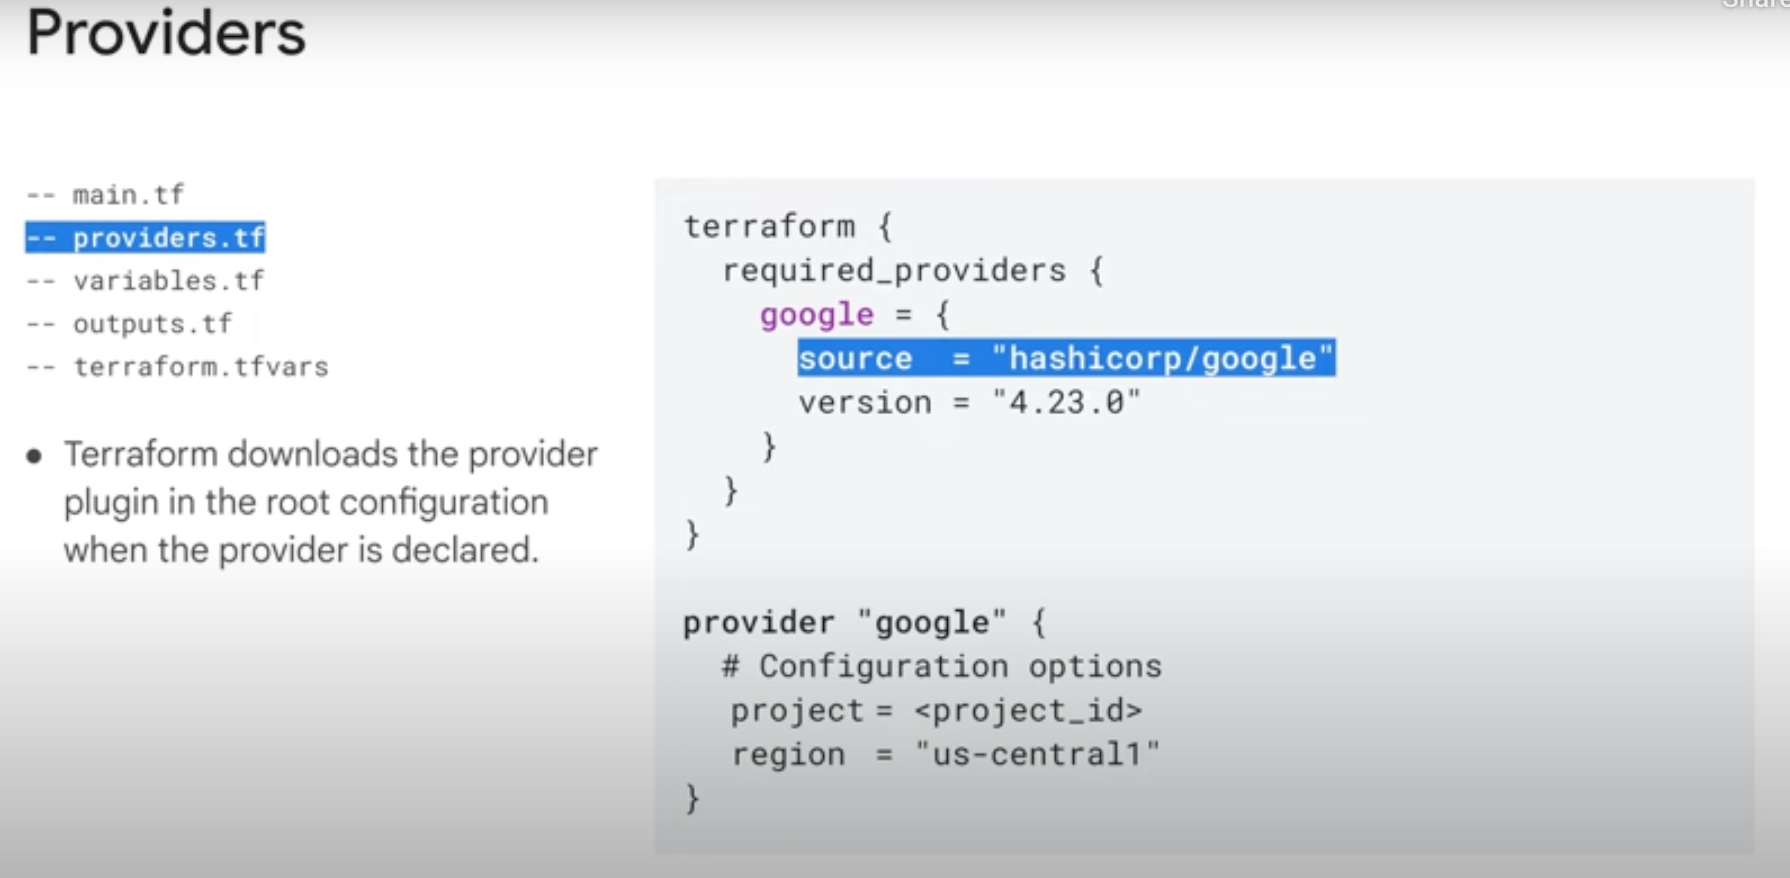 Providers
-- main.tf
-- providers.tf
-- variables.tf
-- outputs.tf
-- terraform.tfvars
● Terraform downloads the provider
plugin in the root configuration
when the provider is declared.
terraform {
  required_providers {
    google = {
      source  = "hashicorp/google"
      version = "4.23.0"
    }
  }
}
provider "google" {
  # Configuration options
  project = <project_id>
  region  = "us-central1"
}